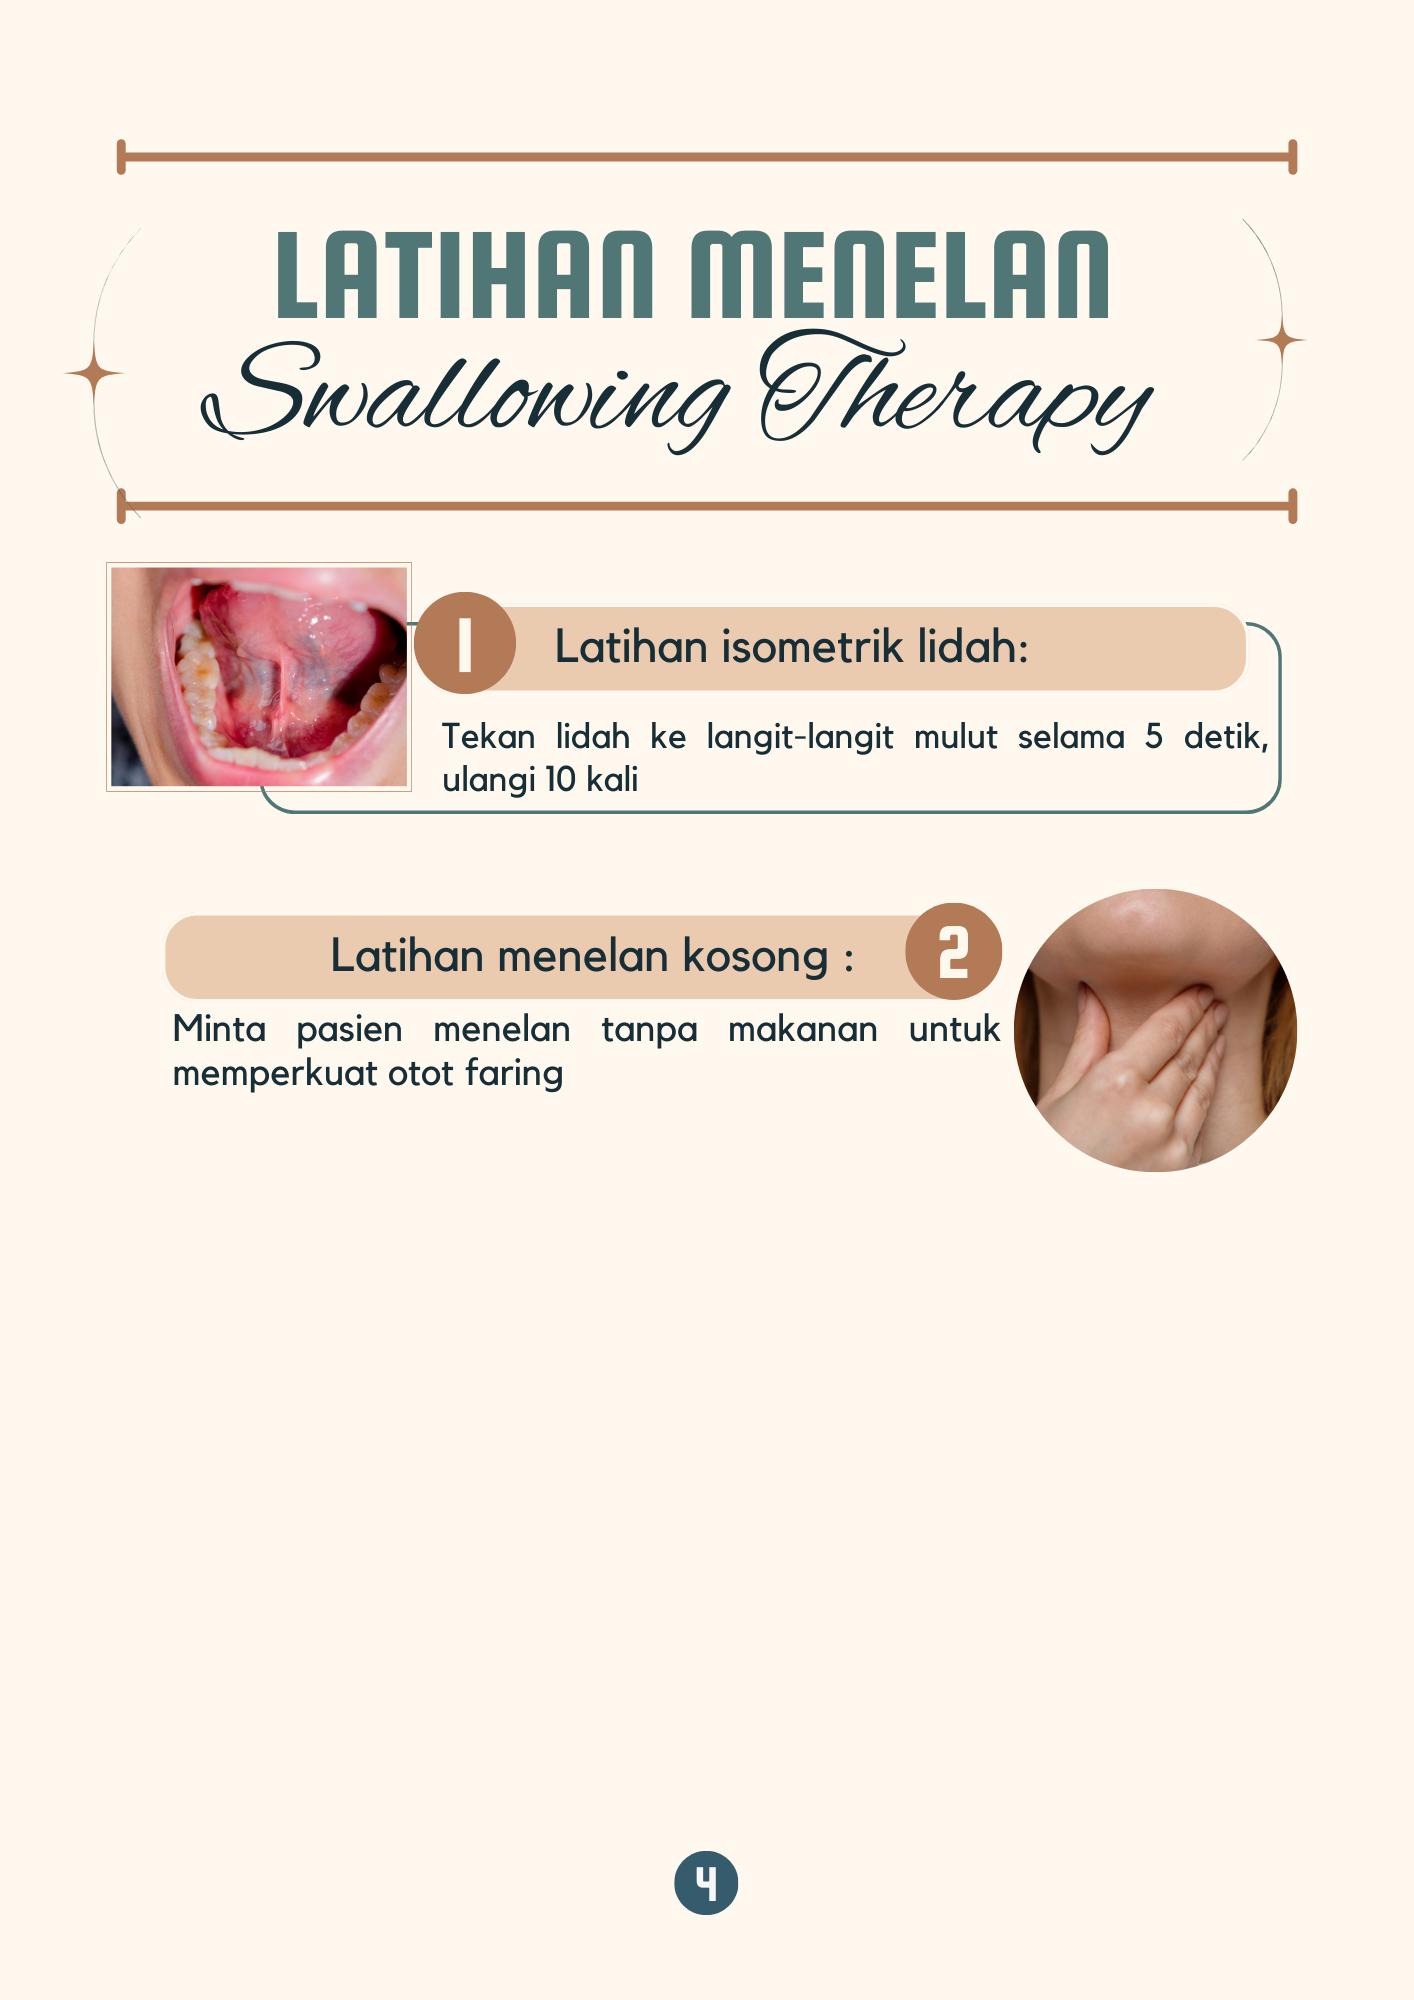 LATIHAN MENELAN
Swallowing Therapy
1
Latihan isometrik lidah:
Tekan lidah ke langit-langit mulut selama 5 detik,
ulangi 10 kali
Latihan menelan kosong :
2
Minta pasien menelan tanpa makanan untuk
memperkuat otot faring
4